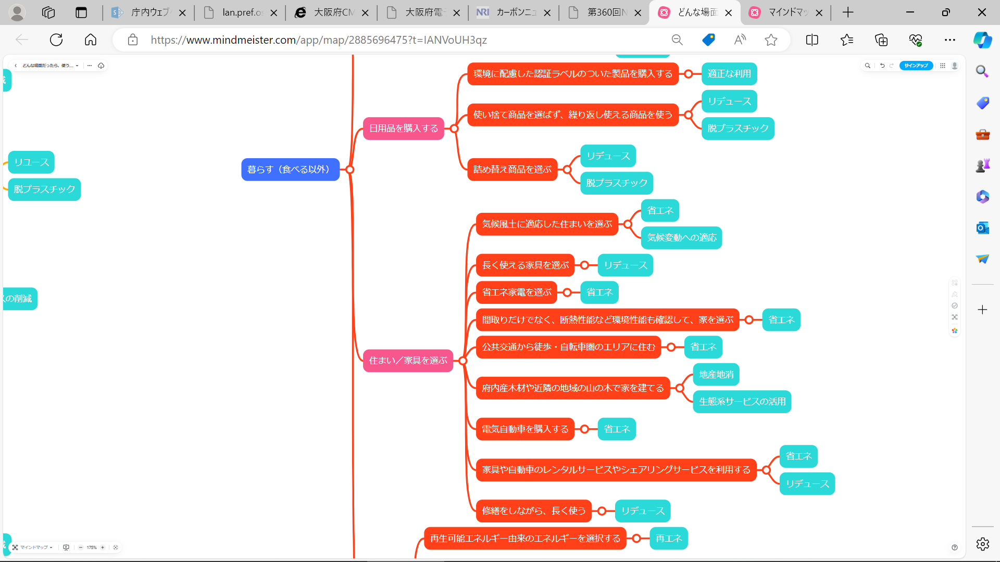 庁内ウェブ
lan.pref.os
大阪府CM
大阪府電子
NRI カーボンニュ
第360回N
どんな場面
マインドマッ
https://www.mindmeister.com/app/map/2885696475?t=IANVoUH3qz
どんな場面だったら、使う...
サインアップ
環境に配慮した認証ラベルのついた製品を購入する
適正な利用
リデュース
使い捨て商品を選ばず、繰り返し使える商品を使う
脱プラスチック
日用品を購入する
リデュース
詰め替え商品を選ぶ
脱プラスチック
暮らす（食べる以外）
リユース
脱プラスチック
省エネ
気候風土に適応した住まいを選ぶ
気候変動への適応
長く使える家具を選ぶ
リデュース
省エネ家電を選ぶ
省エネ
の削減
間取りだけでなく、断熱性能など環境性能も確認して、家を選ぶ
省エネ
公共交通から徒歩・自転車圏のエリアに住む
省エネ
住まい／家具を選ぶ
地産地消
府内産木材や近隣の地域の山の木で家を建てる
生態系サービスの活用
電気自動車を購入する
省エネ
省エネ
家具や自動車のレンタルサービスやシェアリングサービスを利用する
リデュース
修繕をしながら、長く使う
リデュース
再生可能エネルギー由来のエネルギーを選択する
再エネ
マインドマップ
175%